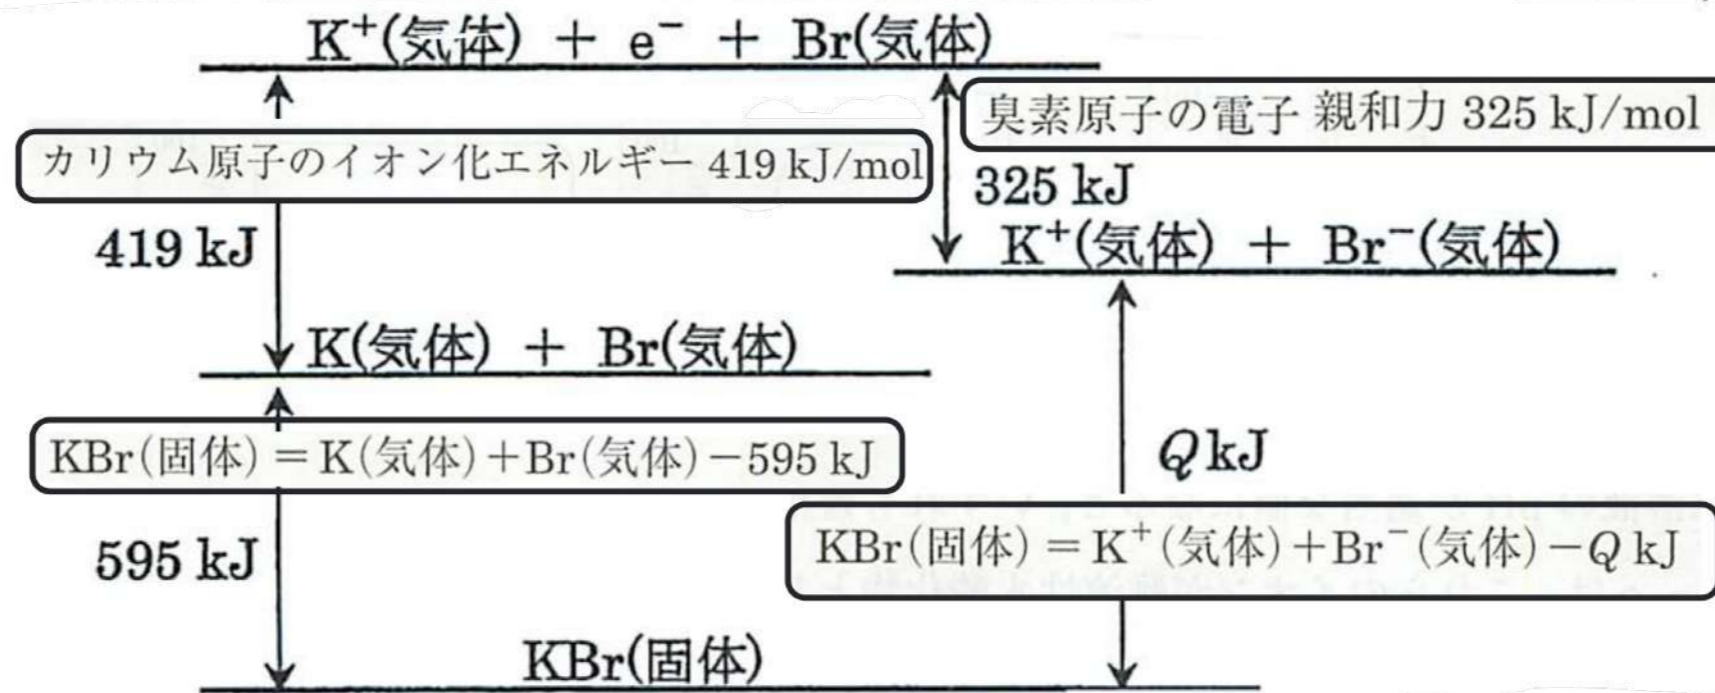 K⁺(気体) + e⁻ + Br(気体)
臭素原子の電子 親和力 325 kJ/mol
カリウム原子のイオン化エネルギー 419 kJ/mol
325 kJ
419 kJ
K⁺(気体) + Br⁻(気体)
K(気体) + Br(気体)
KBr(固体)=K(気体)+Br(気体)−595 kJ
Q kJ
KBr(固体)=K⁺(気体)+Br⁻(気体)−Q kJ
595 kJ
KBr(固体)